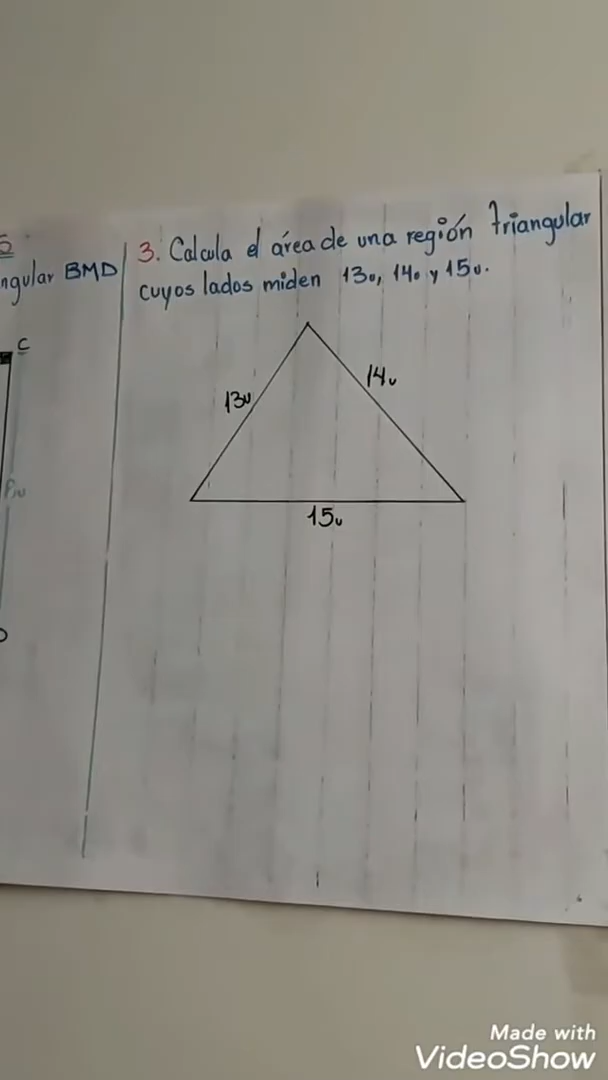 3. Calcula el área de una región triangular
ngular BMD
cuyos lados miden 13u, 14u y 15u.
C
13u
14u
15u
Made with
VideoShow